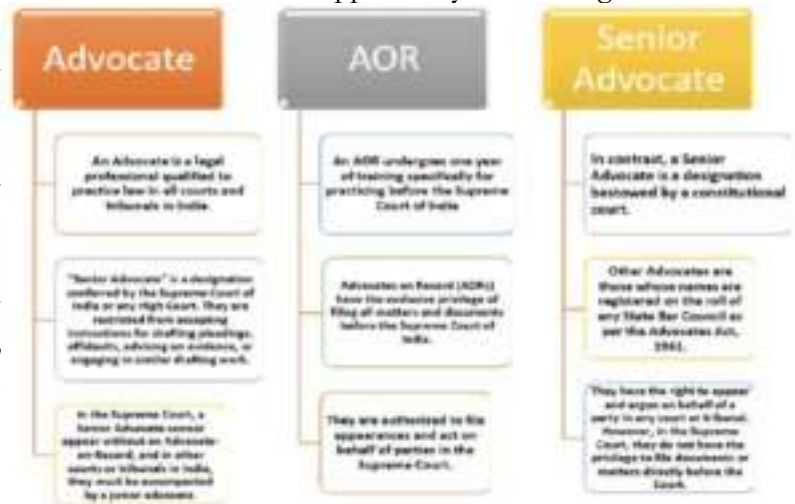 Advocate
An Advocate is a legal
professional qualified to
practice law in all courts and
tribunals in India.
"Senior Advocate" is a designation
conferred by the Supreme Court of
India or any High Court. They are
restricted from accepting
instructions for drafting pleadings,
affidavits, advising on evidence, or
engaging in similar drafting work.
In the Supreme Court, a
Senior Advocate cannot
appear without an Advocate-
on-Record, and in other
courts or tribunals in India,
they must be accompanied
by a junior advocate.
AOR
An AOR undergoes one year
of training specifically for
practicing before the Supreme
Court of India
Advocates on Record (AORs)
have the exclusive privilege of
filing all matters and documents
before the Supreme Court of
India.
They are authorized to file
appearances and act on
behalf of parties in the
Supreme Court.
Senior
Advocate
In contrast, a Senior
Advocate is a designation
bestowed by a constitutional
court.
Other Advocates are
those whose names are
registered on the roll of
any State Bar Council as
per the Advocates Act,
1961.
They have the right to appear
and argue on behalf of a
party in any court or tribunal.
However, in the Supreme
Court, they do not have the
privilege to file documents or
matters directly before the
Court.